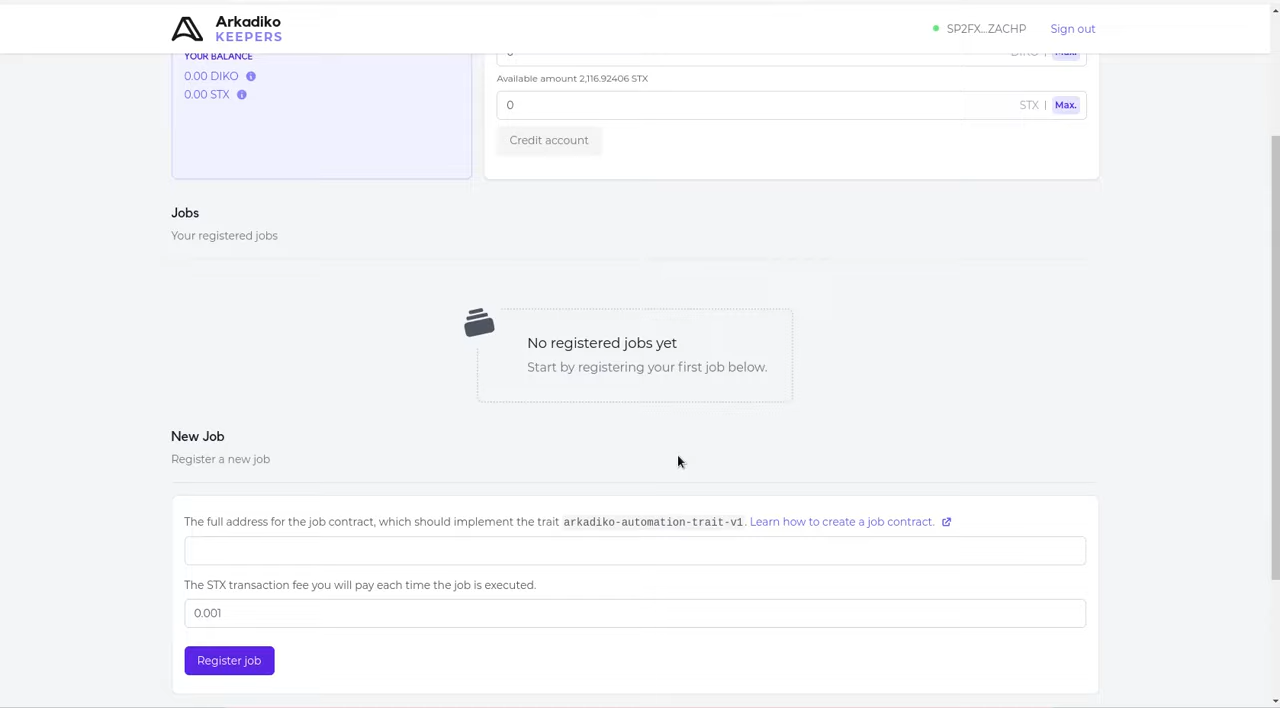 Arkadiko
KEEPERS
SP2FX...ZACHP
Sign out
YOUR BALANCE
0.00 DIKO
0.00 STX
0
DIKO | Max.
Available amount 2,116.92406 STX
0
STX | Max.
Credit account
Jobs
Your registered jobs
No registered jobs yet
Start by registering your first job below.
New Job
Register a new job
The full address for the job contract, which should implement the trait arkadiko-automation-trait-v1. Learn how to create a job contract.
The STX transaction fee you will pay each time the job is executed.
0.001
Register job